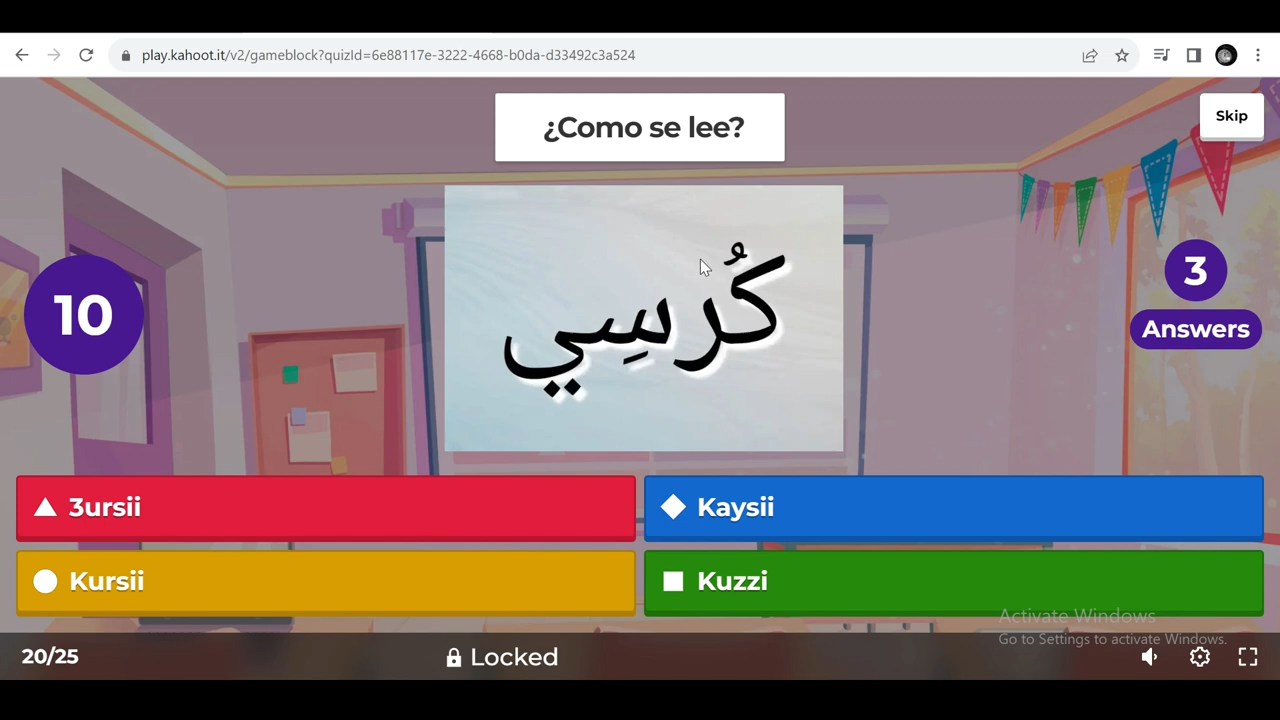 play.kahoot.it/v2/gameblock?quizId=6e88117e-3222-4668-b0da-d33492c3a524
¿Como se lee?
Skip
كُرسِي
10
3
Answers
3ursii
Kaysii
Kursii
Kuzzi
Activate Windows
Go to Settings to activate Windows.
20/25
Locked